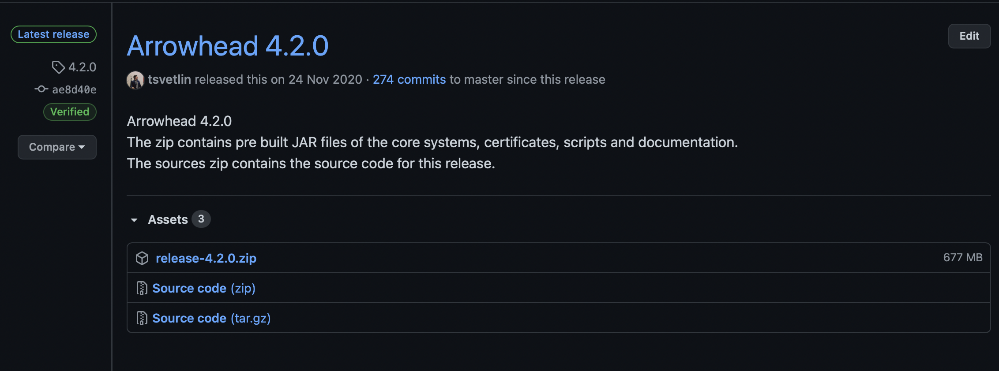 Latest release
4.2.0
ae8d40e
Verified
Compare
Arrowhead 4.2.0
Edit
tsvetlin released this on 24 Nov 2020 · 274 commits to master since this release
Arrowhead 4.2.0
The zip contains pre built JAR files of the core systems, certificates, scripts and documentation.
The sources zip contains the source code for this release.
Assets 3
release-4.2.0.zip 677 MB
Source code (zip)
Source code (tar.gz)